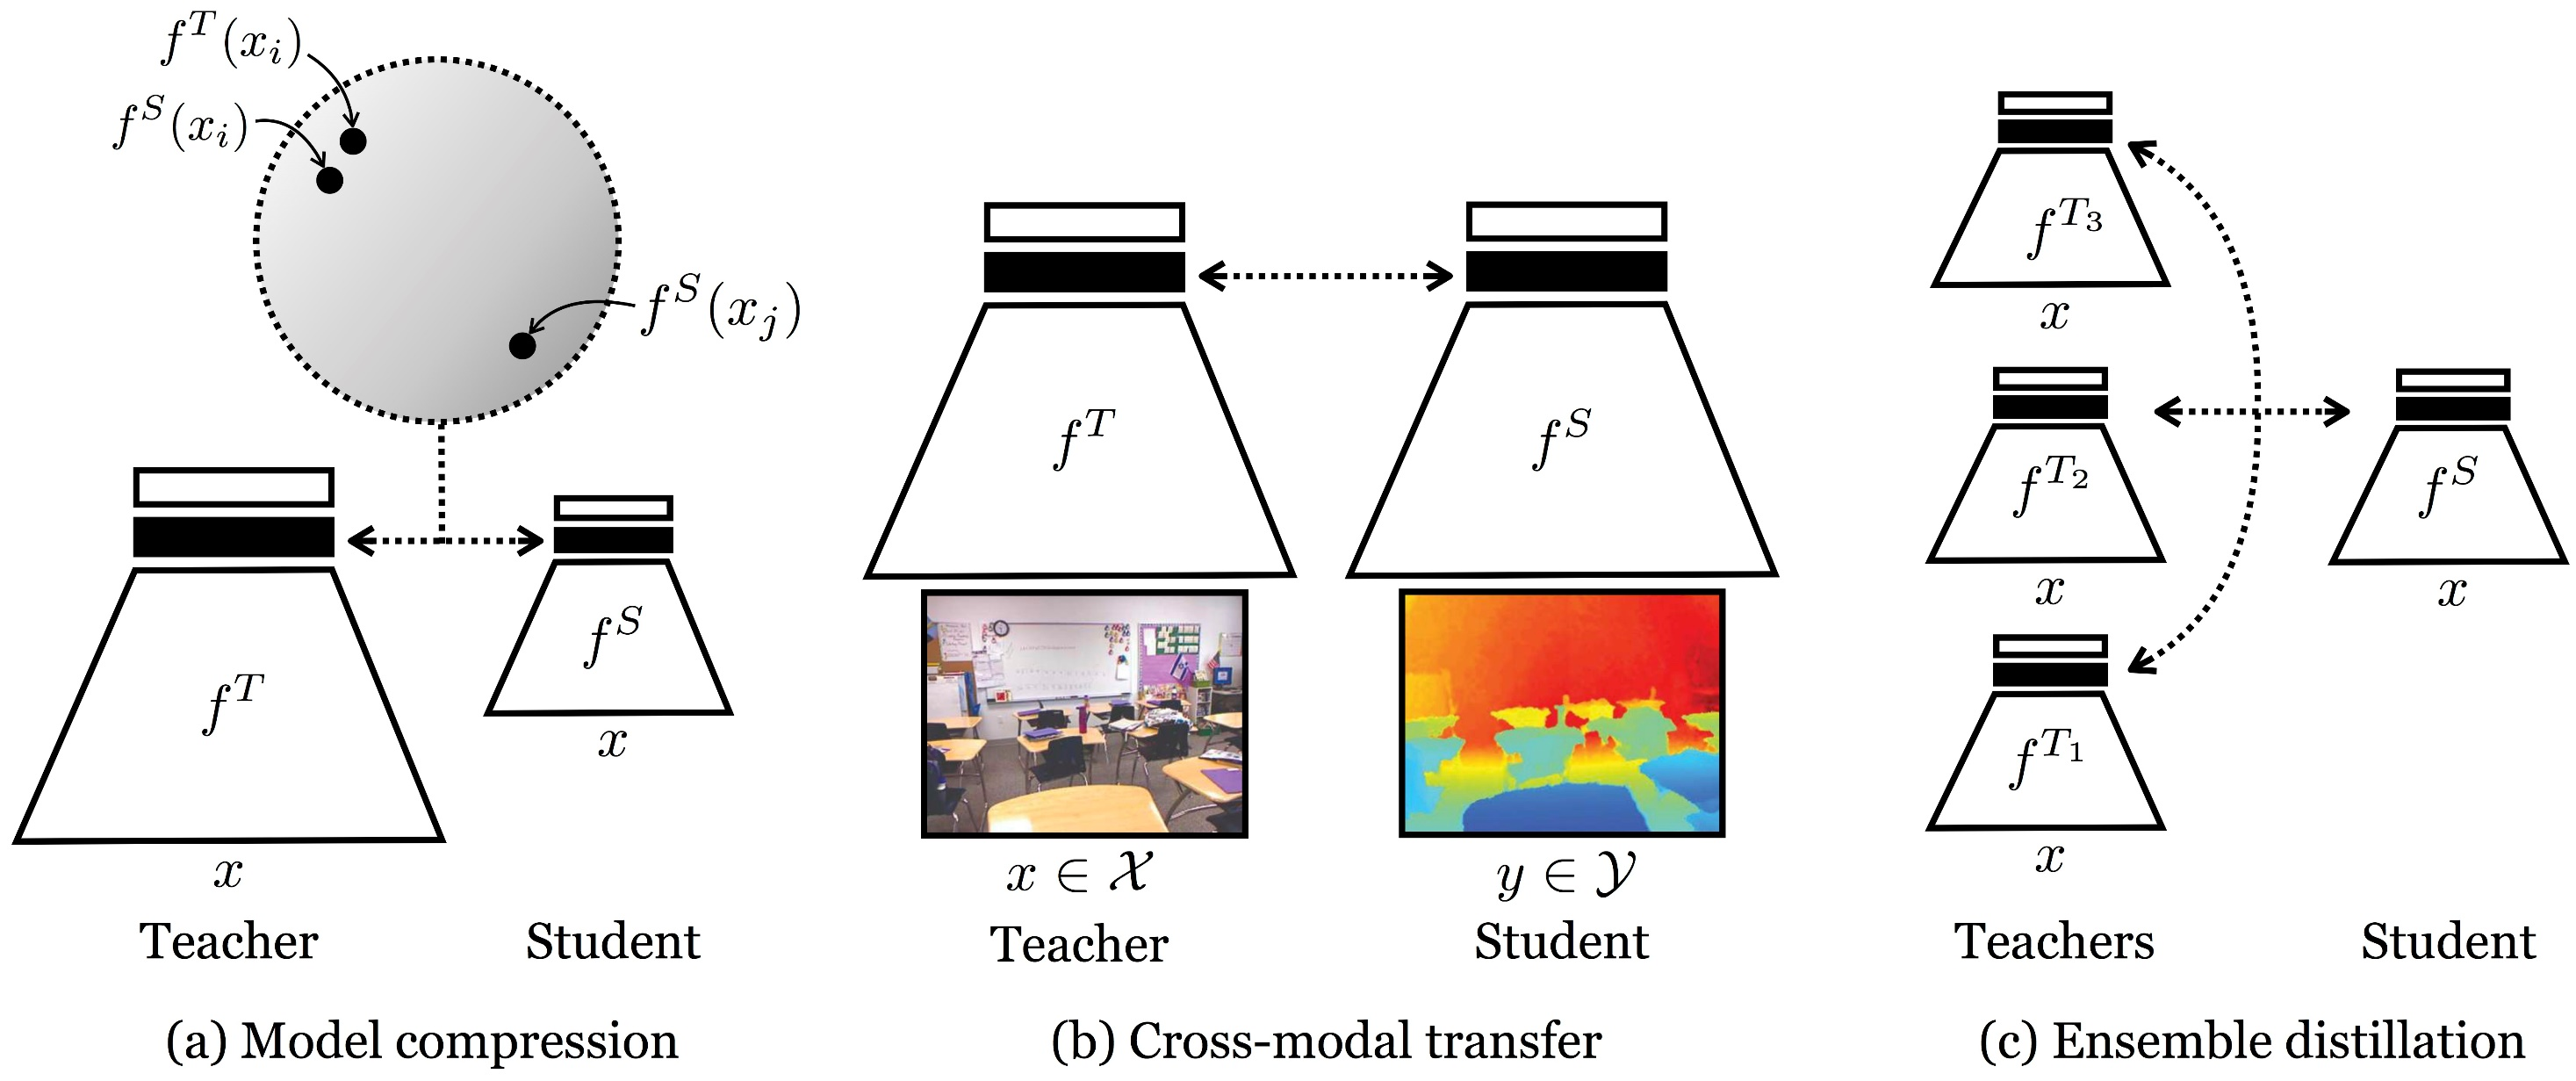 f^T(x_i)
f^S(x_i)
f^S(x_j)
f^T
x
Teacher
f^S
x
Student
(a) Model compression
f^T
x ∈ 𝒳
Teacher
f^S
y ∈ 𝒴
Student
(b) Cross-modal transfer
f^{T_3}
x
f^{T_2}
x
f^{T_1}
x
Teachers
f^S
x
Student
(c) Ensemble distillation